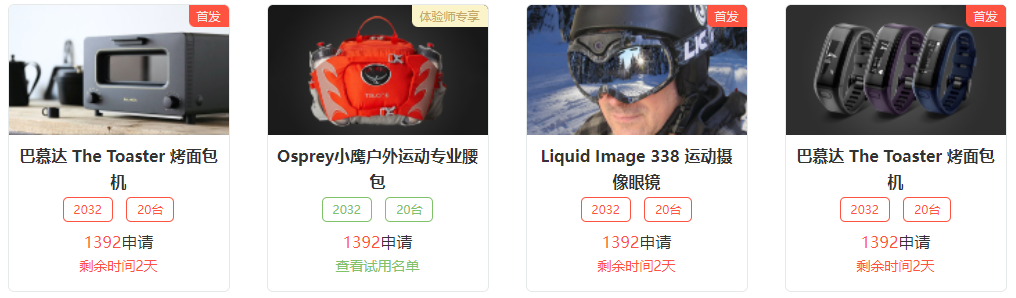 首发
巴慕达 The Toaster 烤面包
机
2032 20台
1392申请
剩余时间2天
体验师专享
Osprey小鹰户外运动专业腰
包
2032 20台
1392申请
查看试用名单
首发
Liquid Image 338 运动摄
像眼镜
2032 20台
1392申请
剩余时间2天
首发
巴慕达 The Toaster 烤面包
机
2032 20台
1392申请
剩余时间2天